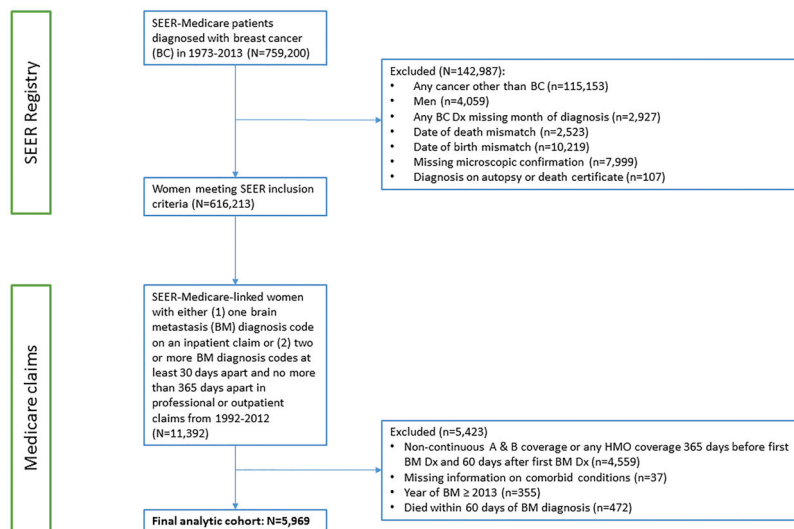 SEER Registry
SEER-Medicare patients
diagnosed with breast cancer
(BC) in 1973-2013 (N=759,200)
Excluded (N=142,987):
• Any cancer other than BC (n=115,153)
• Men (n=4,059)
• Any BC Dx missing month of diagnosis (n=2,927)
• Date of death mismatch (n=2,523)
• Date of birth mismatch (n=10,219)
• Missing microscopic confirmation (n=7,999)
• Diagnosis on autopsy or death certificate (n=107)
Women meeting SEER inclusion
criteria (N=616,213)
Medicare claims
SEER-Medicare-linked women
with either (1) one brain
metastasis (BM) diagnosis code
on an inpatient claim or (2) two
or more BM diagnosis codes at
least 30 days apart and no more
than 365 days apart in
professional or outpatient
claims from 1992-2012
(N=11,392)
Excluded (n=5,423)
• Non-continuous A & B coverage or any HMO coverage 365 days before first
BM Dx and 60 days after first BM Dx (n=4,559)
• Missing information on comorbid conditions (n=37)
• Year of BM ≥ 2013 (n=355)
• Died within 60 days of BM diagnosis (n=472)
Final analytic cohort: N=5,969